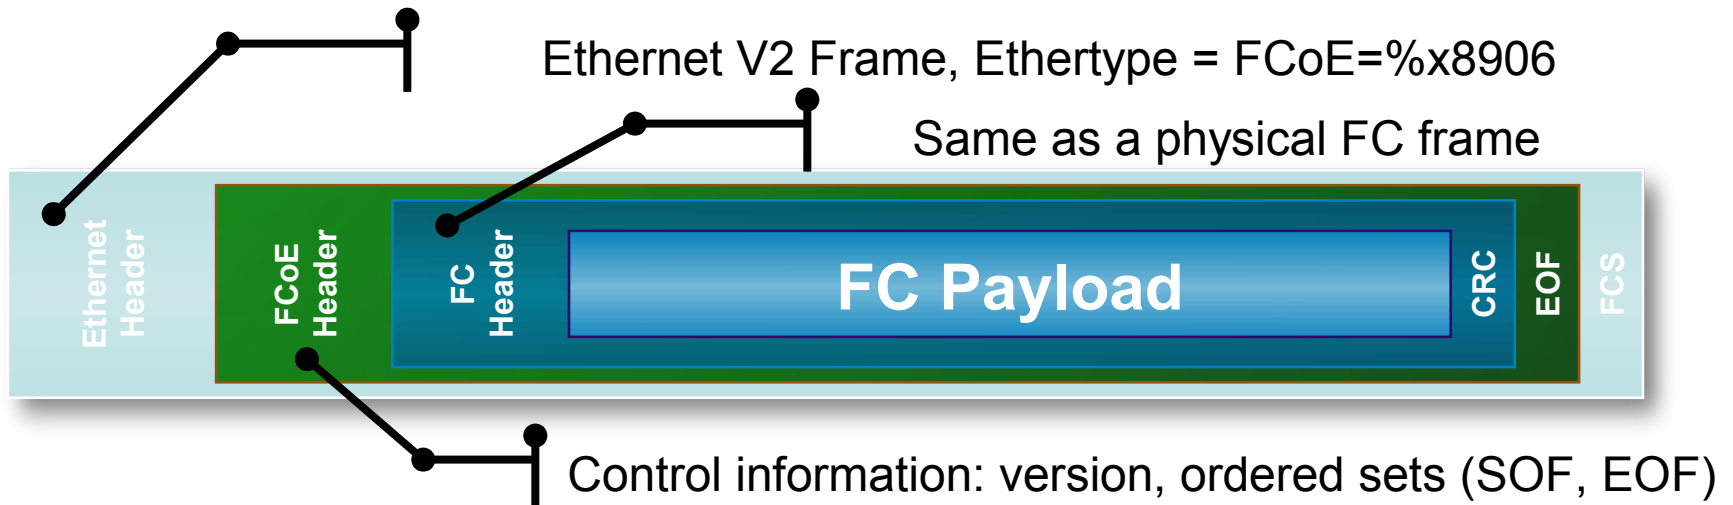 Ethernet V2 Frame, Ethertype = FCoE=%x8906
Same as a physical FC frame
Ethernet
Header
FCoE
Header
FC
Header
FC Payload
CRC
EOF
FCS
Control information: version, ordered sets (SOF, EOF)